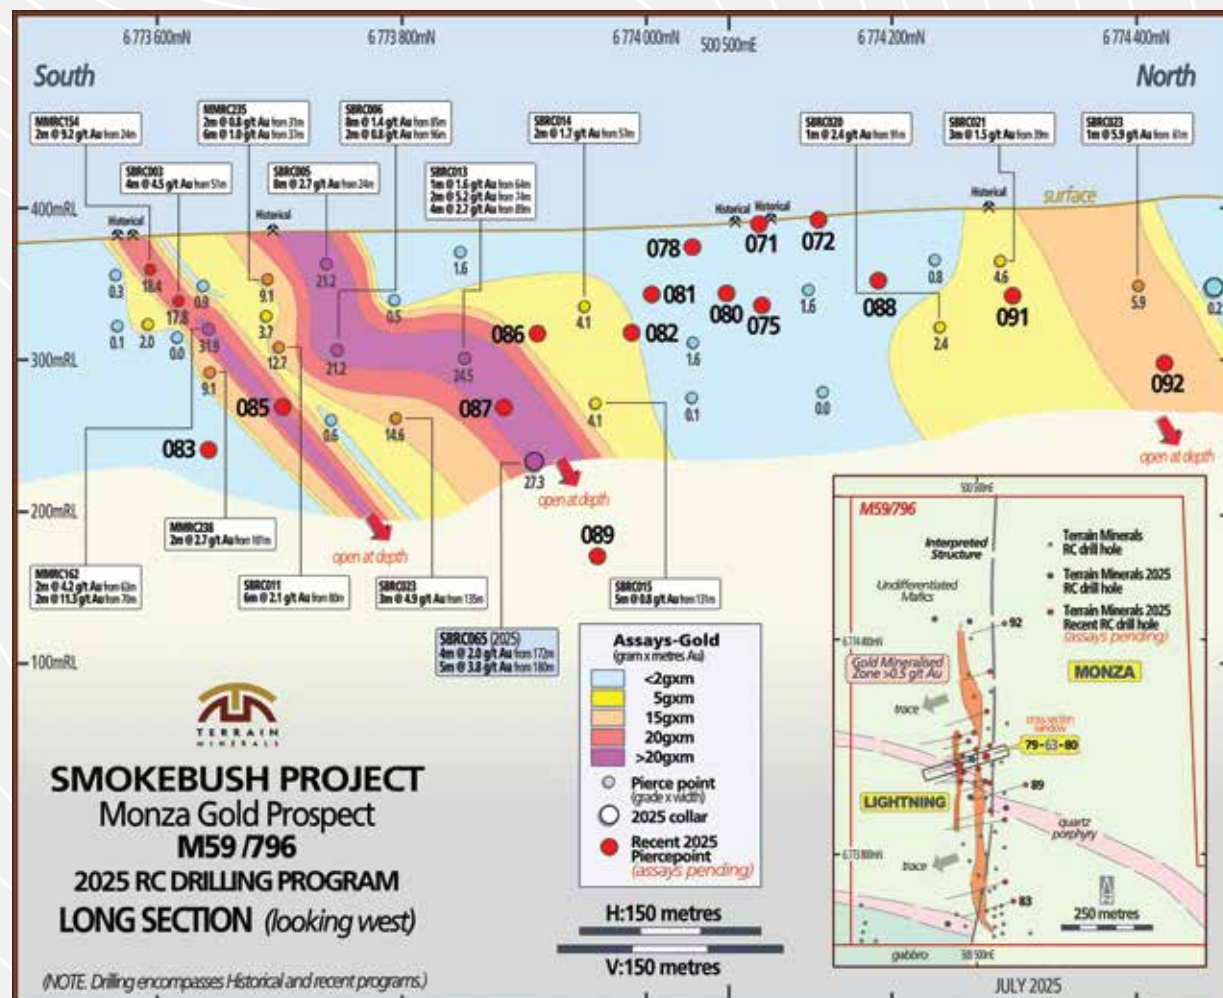 6 773 600mN
6 773 800mN
6 774 000mN
500 500mE
6 774 200mN
6 774 400mN
South
North
MMRC154
2m @ 9.2 g/t Au from 24m
MMRC235
2m @ 0.8 g/t Au from 31m
6m @ 1.0 g/t Au from 37m
SBRC006
8m @ 1.4 g/t Au from 85m
2m @ 0.8 g/t Au from 96m
SBRC014
2m @ 1.7 g/t Au from 57m
SBRC020
1m @ 2.4 g/t Au from 91m
SBRC021
3m @ 1.5 g/t Au from 39m
SBRC023
1m @ 5.9 g/t Au from 61m
SBRC003
4m @ 4.5 g/t Au from 51m
SBRC005
8m @ 2.7 g/t Au from 24m
SBRC013
1m @ 1.6 g/t Au from 64m
2m @ 5.2 g/t Au from 74m
4m @ 2.7 g/t Au from 89m
surface
400mRL
Historical
Historical
Historical
Historical
078
071
072
0.3
18.4
0.9
9.1
21.2
1.6
0.8
4.6
17.8
0.5
081
080
075
1.6
088
091
5.9
0.2
0.1
2.0
0.0
31.9
3.7
086
4.1
082
2.4
300mRL
12.7
21.2
24.5
1.6
092
9.1
085
087
4.1
0.1
0.0
083
0.6
14.6
open at depth
27.3
open at depth
200mRL
open at depth
089
MMRC238
2m @ 2.7 g/t Au from 101m
MMRC162
2m @ 4.2 g/t Au from 63m
2m @ 11.3 g/t Au from 70m
SBRC011
6m @ 2.1 g/t Au from 80m
SBRC023
3m @ 4.9 g/t Au from 135m
SBRC015
5m @ 0.8 g/t Au from 131m
SBRC065 (2025)
4m @ 2.0 g/t Au from 172m
5m @ 3.8 g/t Au from 180m
100mRL
Assays-Gold
(gram x metres Au)
<2gxm
5gxm
15gxm
20gxm
>20gxm
Pierce point
(grade x width)
2025 collar
Recent 2025
Piercepoint
(assays pending)
H:150 metres
V:150 metres
TERRAIN
MINERALS
SMOKEBUSH PROJECT
Monza Gold Prospect
M59 /796
2025 RC DRILLING PROGRAM
LONG SECTION (looking west)
(NOTE. Drilling encompasses Historical and recent programs.)
500 500mE
M59/796
Interpreted
Structure
Undifferentiated
Mafics
Terrain Minerals
RC drill hole
Terrain Minerals 2025
RC drill hole
Terrain Minerals 2025
Recent RC drill hole
(assays pending)
92
6 774 400mN
Gold Mineralised
Zone >0.5 g/t Au
MONZA
trace
cross section
window
79-63-80
LIGHTNING
89
quartz
porphyry
6 773 800mN
trace
83
N
250 metres
gabbro
500 500mE
JULY 2025